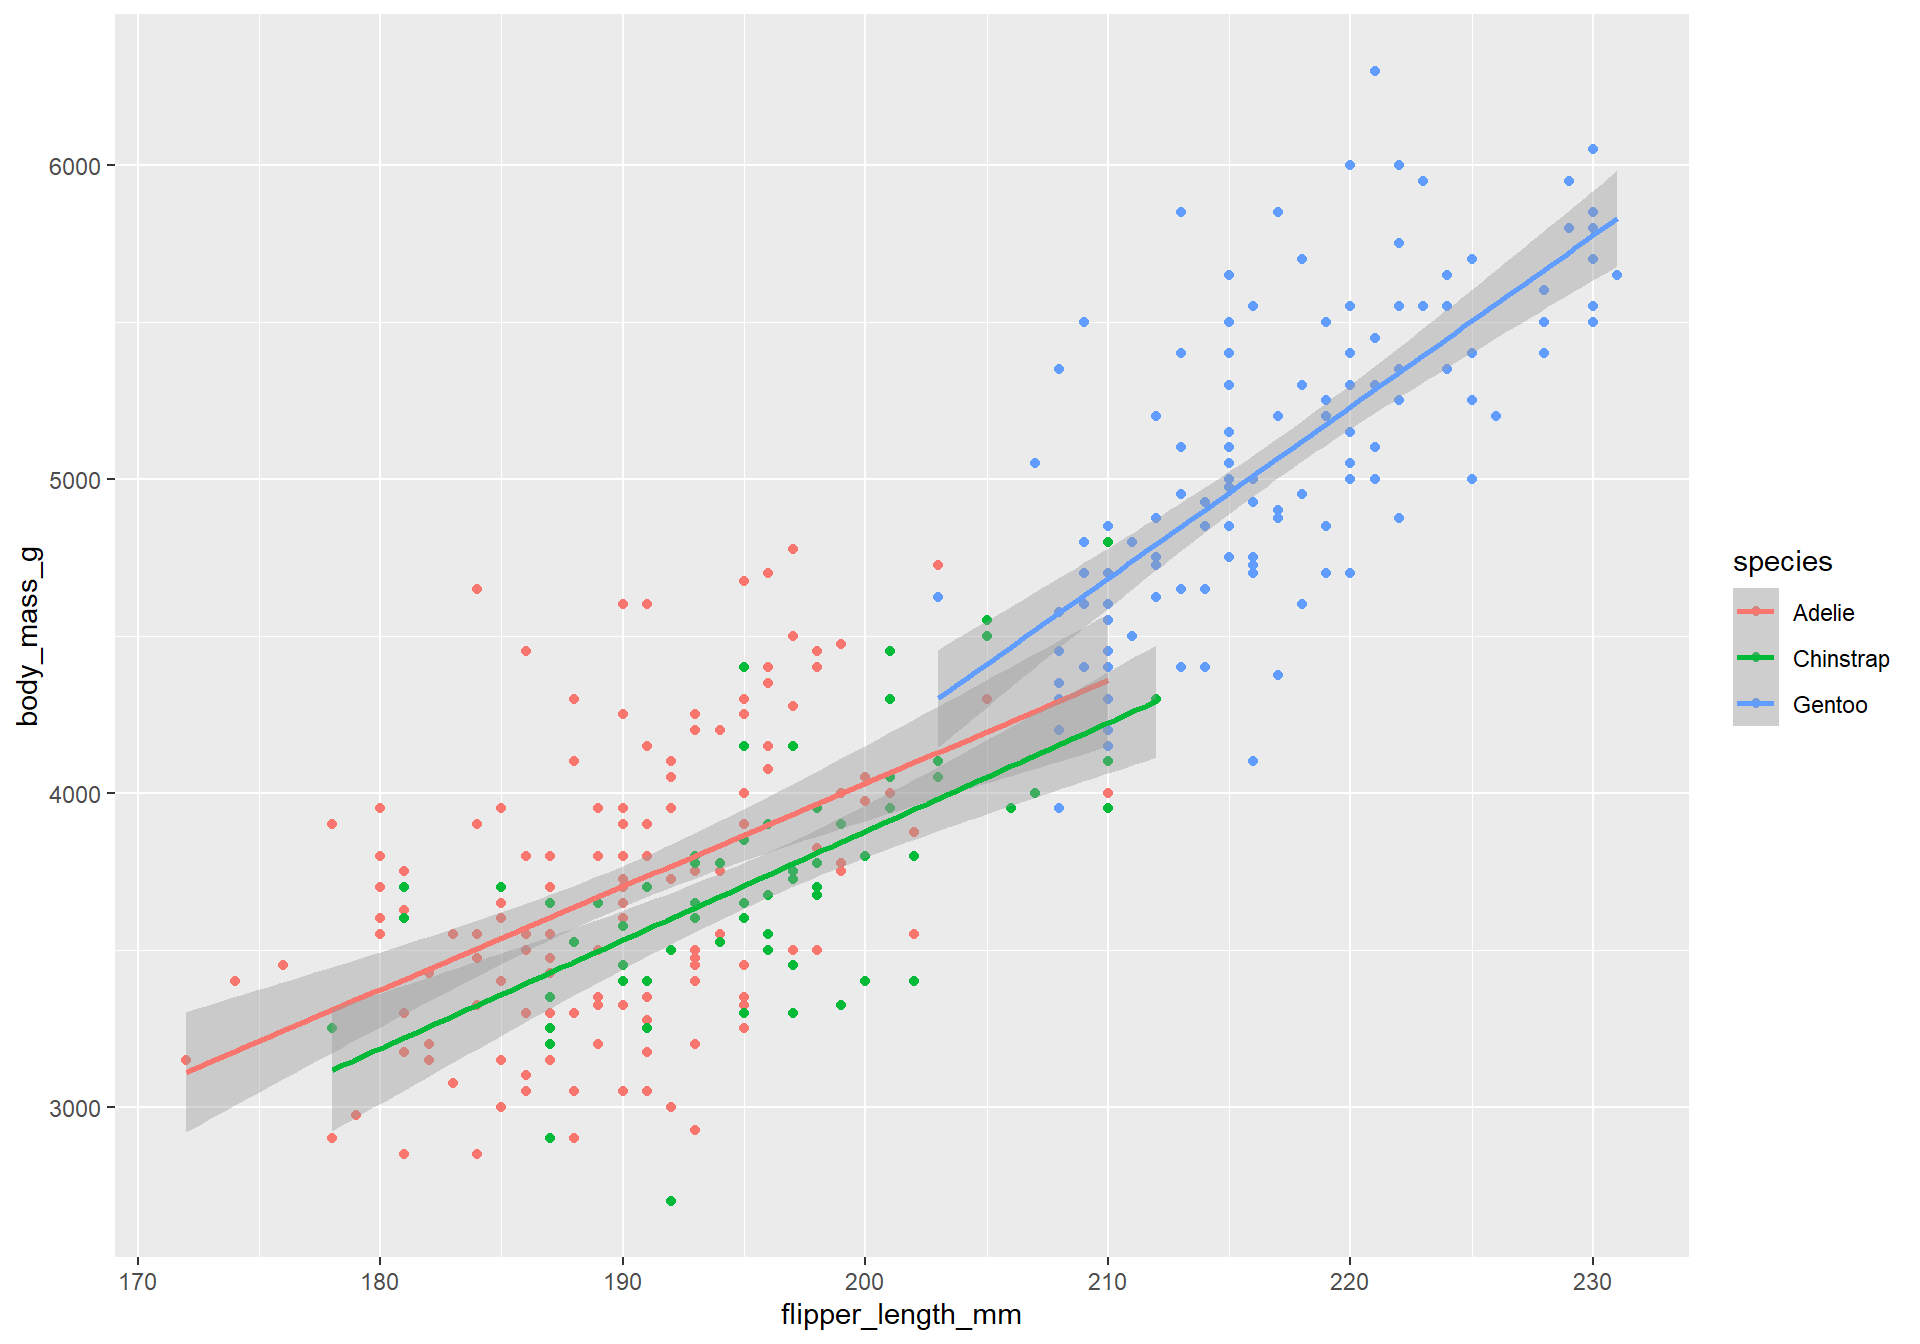 6000
5000
4000
3000
body_mass_g
170
180
190
200
210
220
230
flipper_length_mm
species
Adelie
Chinstrap
Gentoo